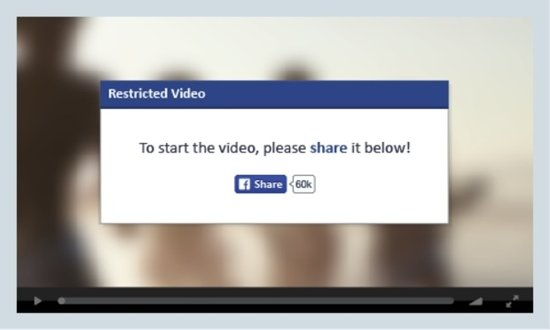 Restricted Video
To start the video, please share it below!
Share 60k